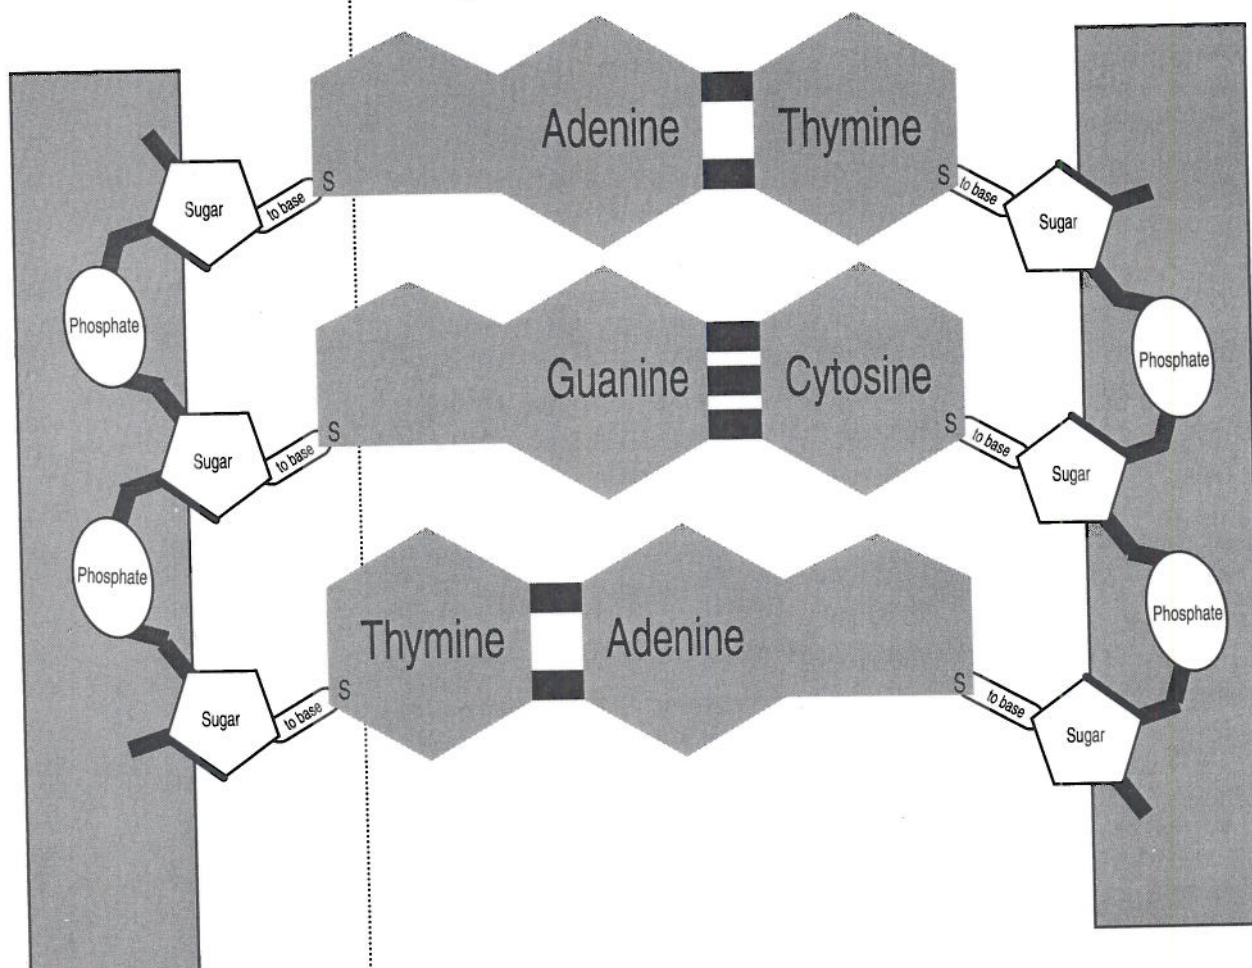 Adenine Thymine
S S
Sugar to base to base Sugar
Phosphate Phosphate
Guanine Cytosine
S S
Sugar to base to base Sugar
Phosphate Phosphate
Thymine Adenine
S S
Sugar to base to base Sugar